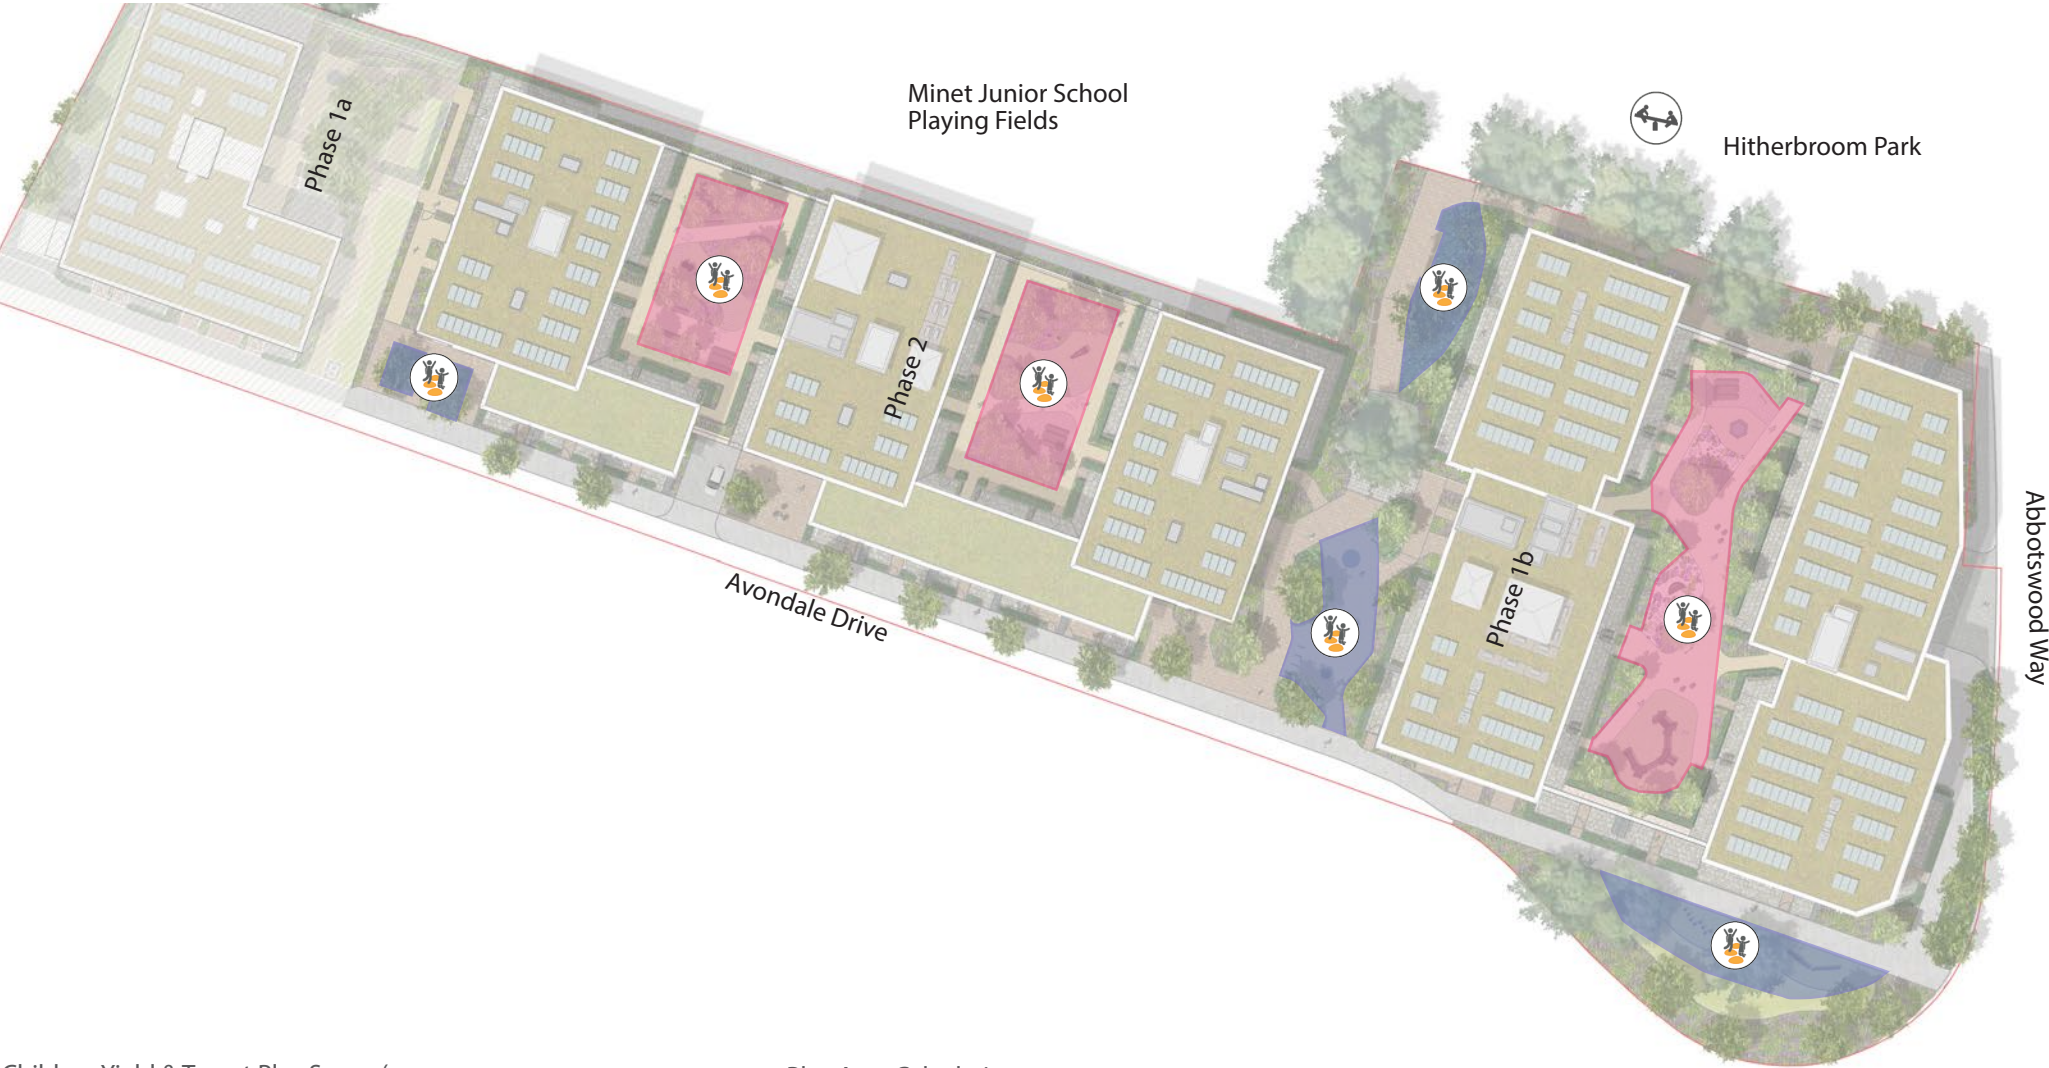 Minet Junior School
Playing Fields
Hitherbroom Park
Phase 1a
Phase 2
Phase 1b
Avondale Drive
Abbotswood Way